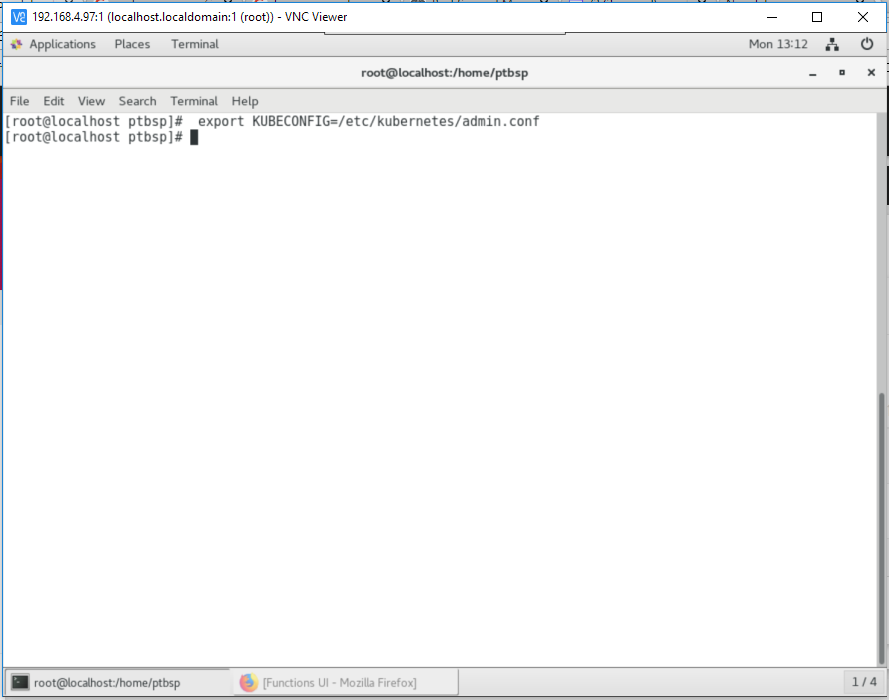 192.168.4.97:1 (localhost.localdomain:1 (root)) - VNC Viewer
Applications Places Terminal Mon 13:12
root@localhost:/home/ptbsp
File Edit View Search Terminal Help
[root@localhost ptbsp]#  export KUBECONFIG=/etc/kubernetes/admin.conf
[root@localhost ptbsp]#
root@localhost:/home/ptbsp [Functions UI - Mozilla Firefox] 1 / 4